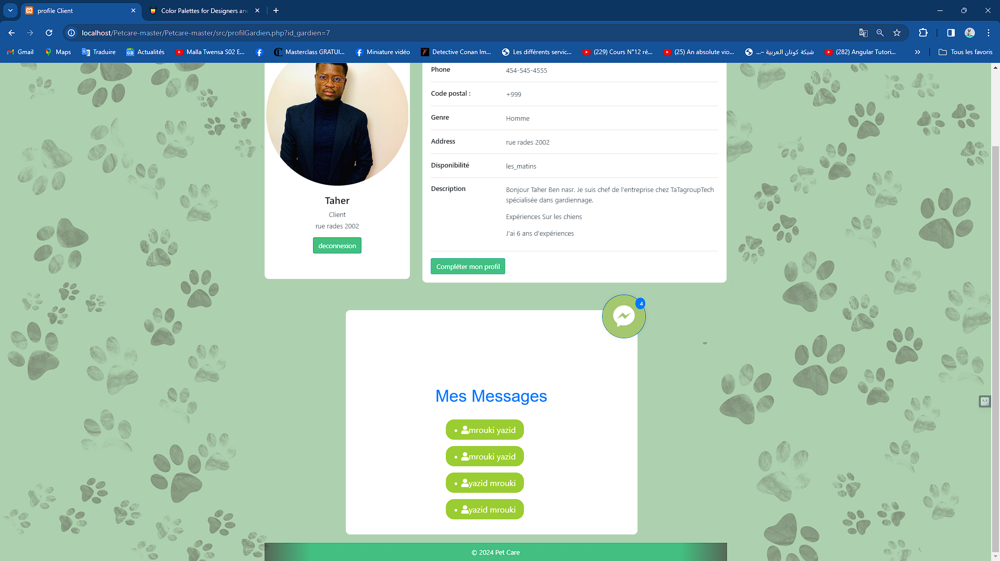 profile Client
Color Palettes for Designers and
localhost/Petcare-master/Petcare-master/src/profilGardien.php?id_gardien=7
Gmail
Maps
Traduire
Actualités
Malla Twensa S02 E...
Masterclass GRATUI...
Miniature vidéo
Detective Conan Im...
Les différents servic...
(229) Cours N°12 ré...
(25) An absolute vio...
شبكة كونان العربية –...
(282) Angular Tutori...
Tous les favoris
Phone 454-545-4555
Code postal : +999
Genre Homme
Address rue rades 2002
Disponibilité les_matins
Description Bonjour Taher Ben nasr. Je suis chef de l'entreprise chez TaTagroupTech
spécialisée dans gardiennage.
Expériences Sur les chiens
J'ai 6 ans d'expériences
Compléter mon profil
Taher
Client
rue rades 2002
deconnexion
4
Mes Messages
• mrouki yazid
• mrouki yazid
• yazid mrouki
• yazid mrouki
© 2024 Pet Care